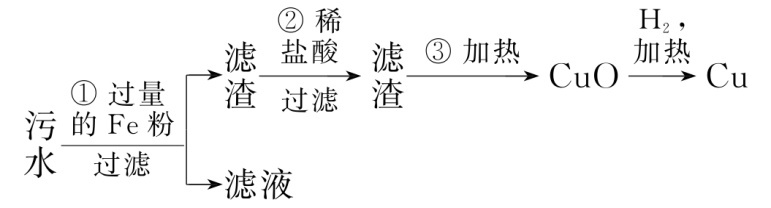 污水
① 过量的 Fe 粉
过滤
滤渣
② 稀盐酸
过滤
滤渣
③ 加热
CuO
H₂，加热
Cu
滤液